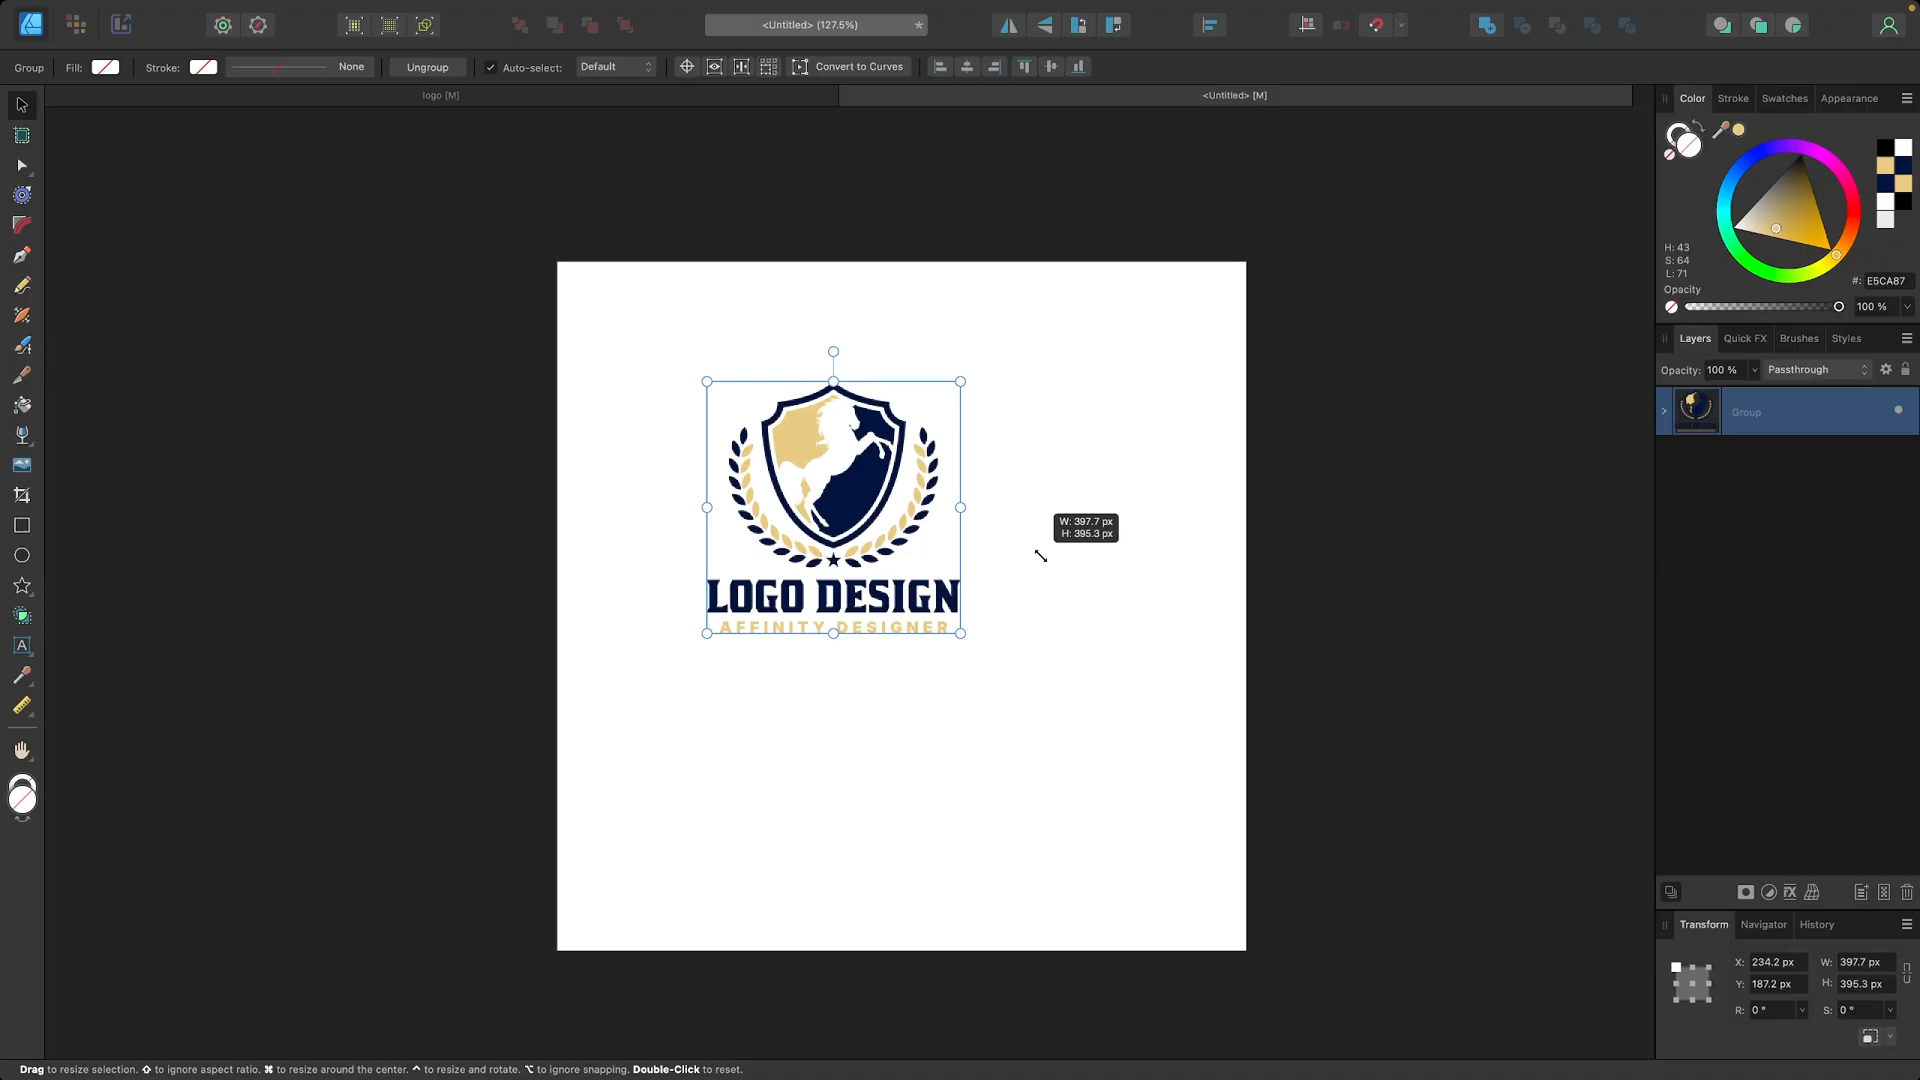 <Untitled> (127.5%)
*
Group
Fill:
Stroke:
None
Ungroup
Auto-select:
Default
Convert to Curves
logo [M]
<Untitled> [M]
Color
Stroke
Swatches
Appearance
H: 43
S: 64
L: 71
#: E5CA87
Opacity
100 %
Layers
Quick FX
Brushes
Styles
Opacity: 100 %
Passthrough
Group
W: 397.7 px
H: 395.3 px
LOGO DESIGN
AFFINITY DESIGNER
A
FX
Transform
Navigator
History
X: 234.2 px
W: 397.7 px
Y: 187.2 px
H: 395.3 px
R: 0 °
S: 0 °
Drag to resize selection. ⇧ to ignore aspect ratio. ⌘ to resize around the center. ⌃ to resize and rotate. ⌥ to ignore snapping. Double-Click to reset.